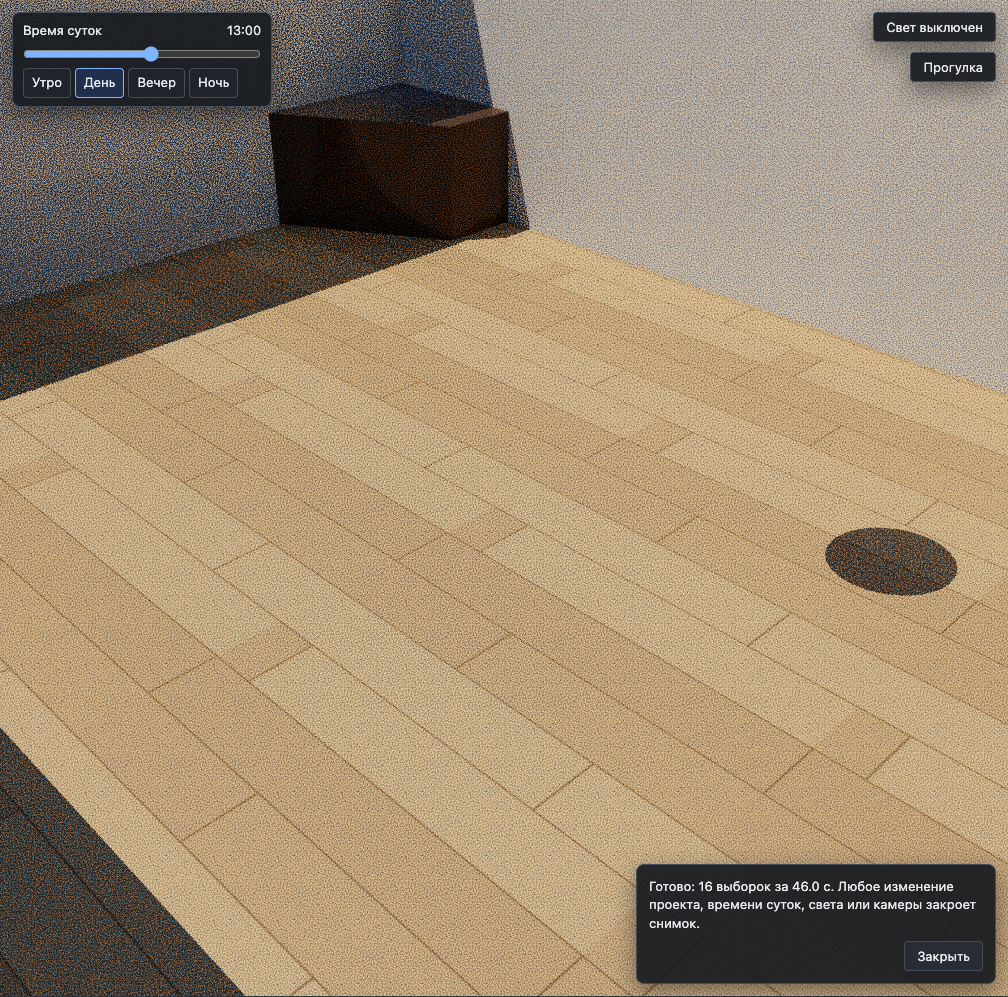 Время суток 13:00
Утро День Вечер Ночь
Свет выключен
Прогулка
Готово: 16 выборок за 46.0 с. Любое изменение
проекта, времени суток, света или камеры закроет
снимок.
Закрыть